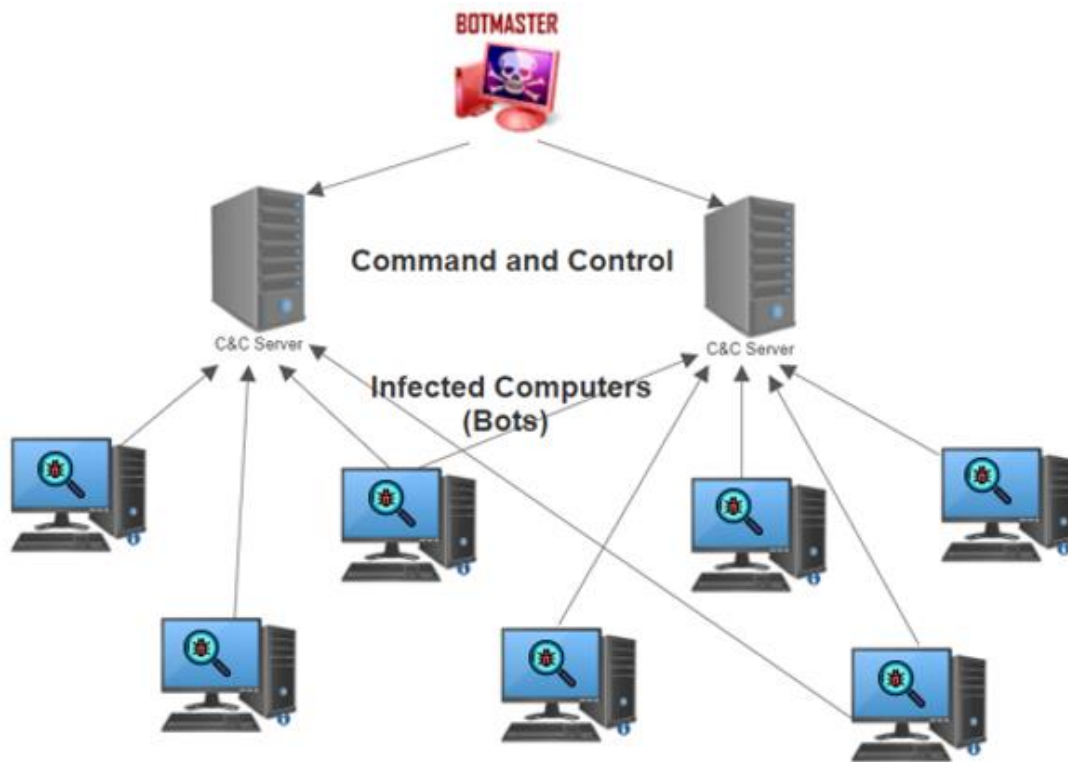 BOTMASTER
Command and Control
C&C Server
C&C Server
Infected Computers
(Bots)